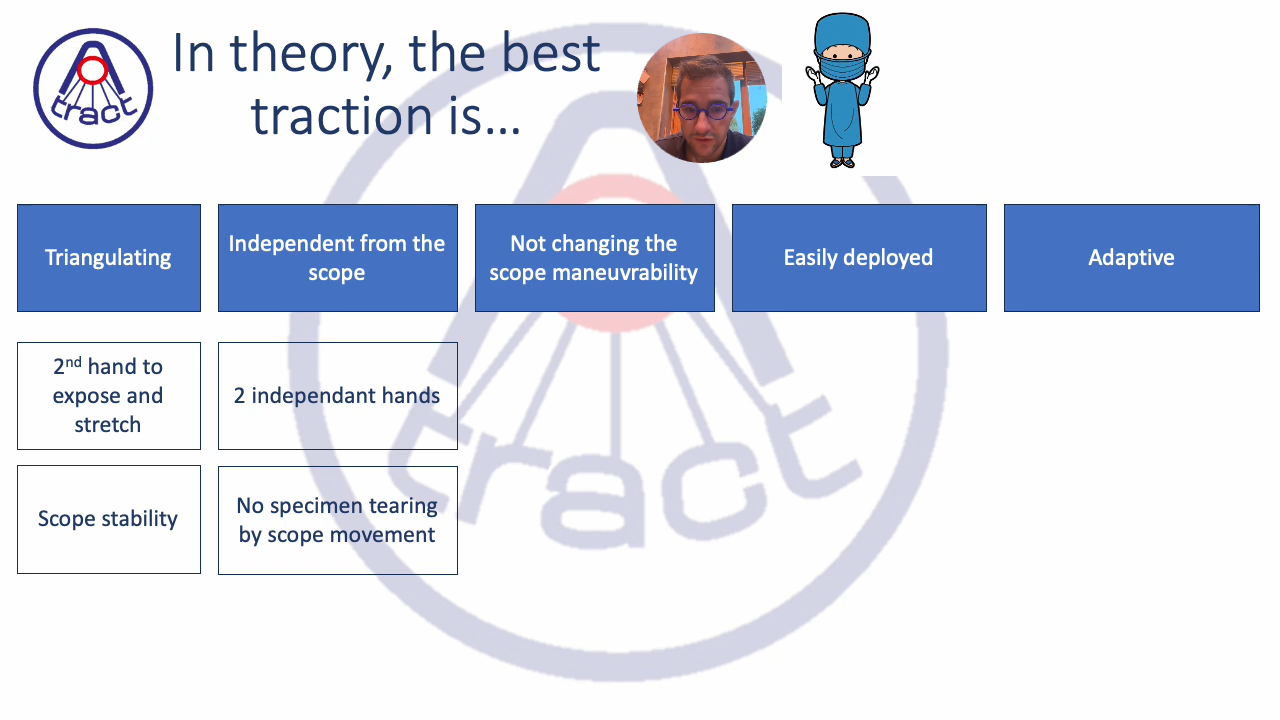 In theory, the best
traction is...
tract
Triangulating
Independent from the
scope
Not changing the
scope maneuvrability
Easily deployed
Adaptive
2nd hand to
expose and
stretch
2 independant hands
Scope stability
No specimen tearing
by scope movement
tract